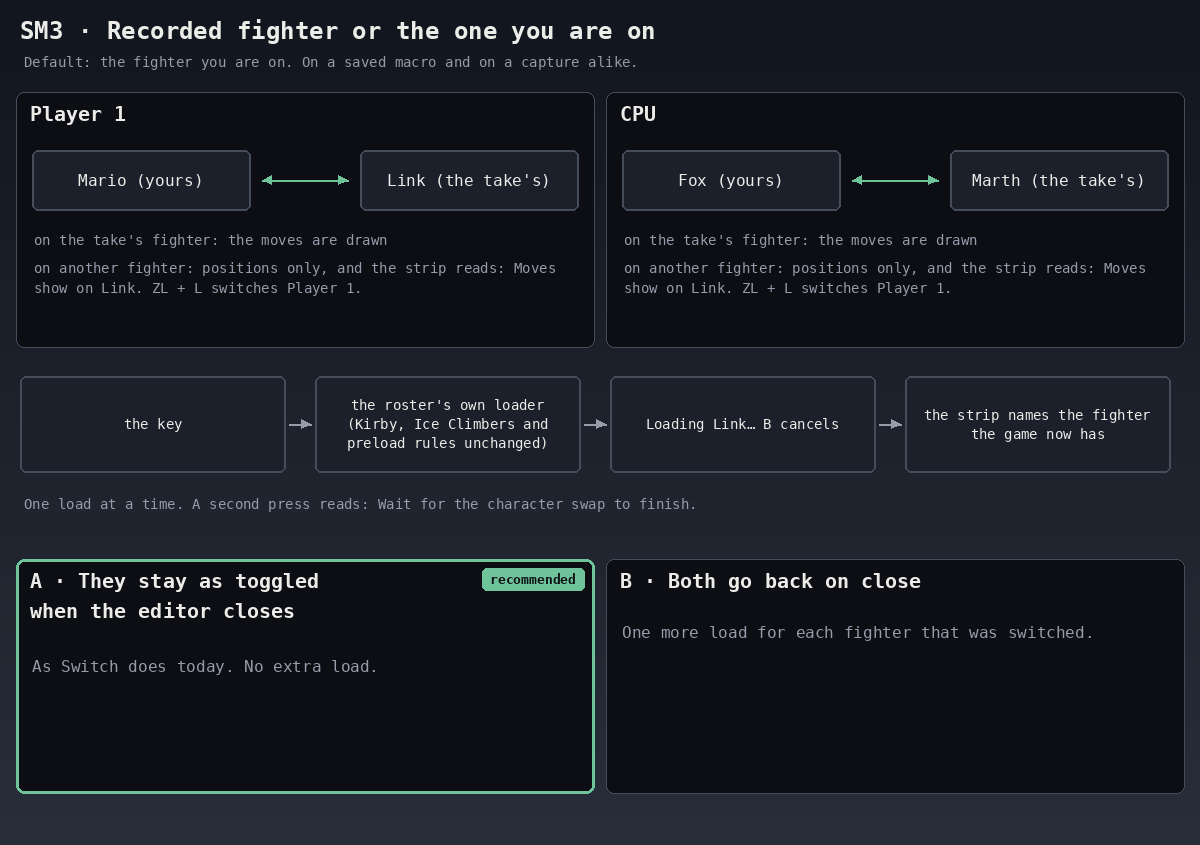 SM3 · Recorded fighter or the one you are on
Default: the fighter you are on. On a saved macro and on a capture alike.
Player 1
Mario (yours)
Link (the take's)
on the take's fighter: the moves are drawn
on another fighter: positions only, and the strip reads: Moves
show on Link. ZL + L switches Player 1.
CPU
Fox (yours)
Marth (the take's)
on the take's fighter: the moves are drawn
on another fighter: positions only, and the strip reads: Moves
show on Link. ZL + L switches Player 1.
the key
the roster's own loader
(Kirby, Ice Climbers and
preload rules unchanged)
Loading Link… B cancels
the strip names the fighter
the game now has
One load at a time. A second press reads: Wait for the character swap to finish.
A · They stay as toggled
when the editor closes
recommended
As Switch does today. No extra load.
B · Both go back on close
One more load for each fighter that was switched.